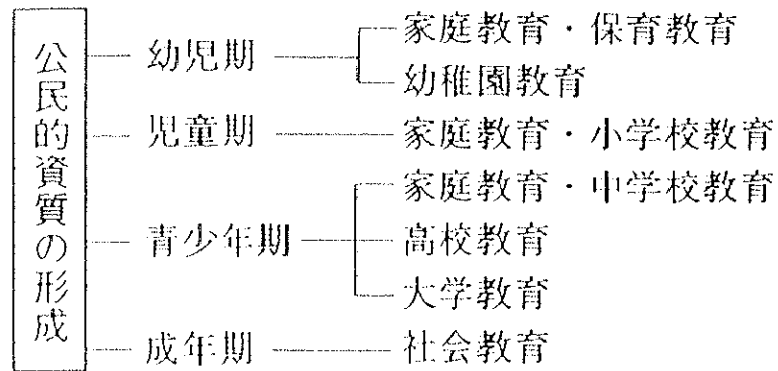 公民的資質の形成
幼児期
家庭教育・保育教育
幼稚園教育
児童期
家庭教育・小学校教育
青少年期
家庭教育・中学校教育
高校教育
大学教育
成年期
社会教育